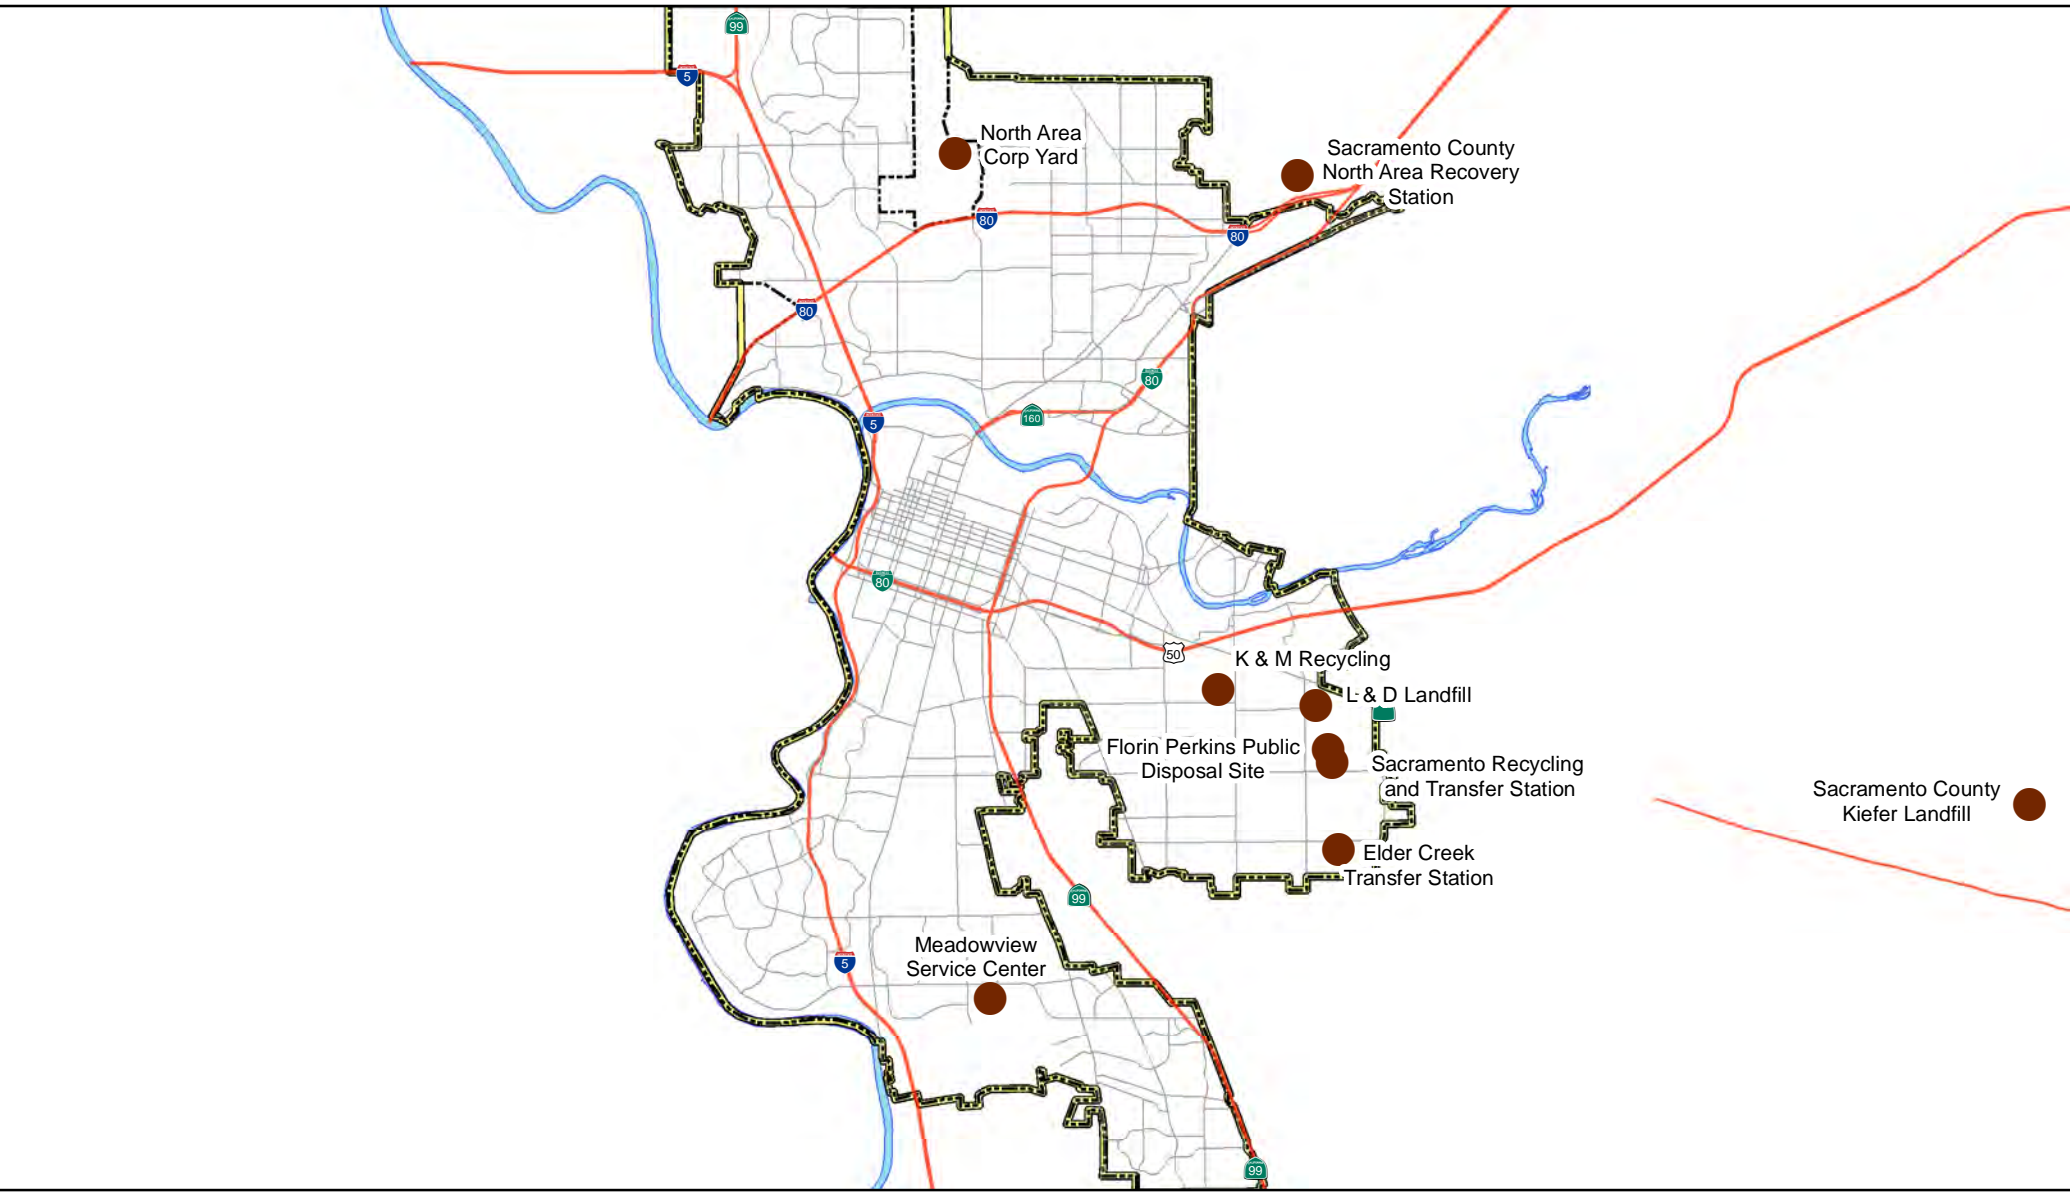 99
5
North Area
Corp Yard
Sacramento County
North Area Recovery
Station
80
80
80
80
5
160
80
50
K & M Recycling
L & D Landfill
Florin Perkins Public
Disposal Site
Sacramento Recycling
and Transfer Station
Sacramento County
Kiefer Landfill
Elder Creek
Transfer Station
99
Meadowview
Service Center
5
99